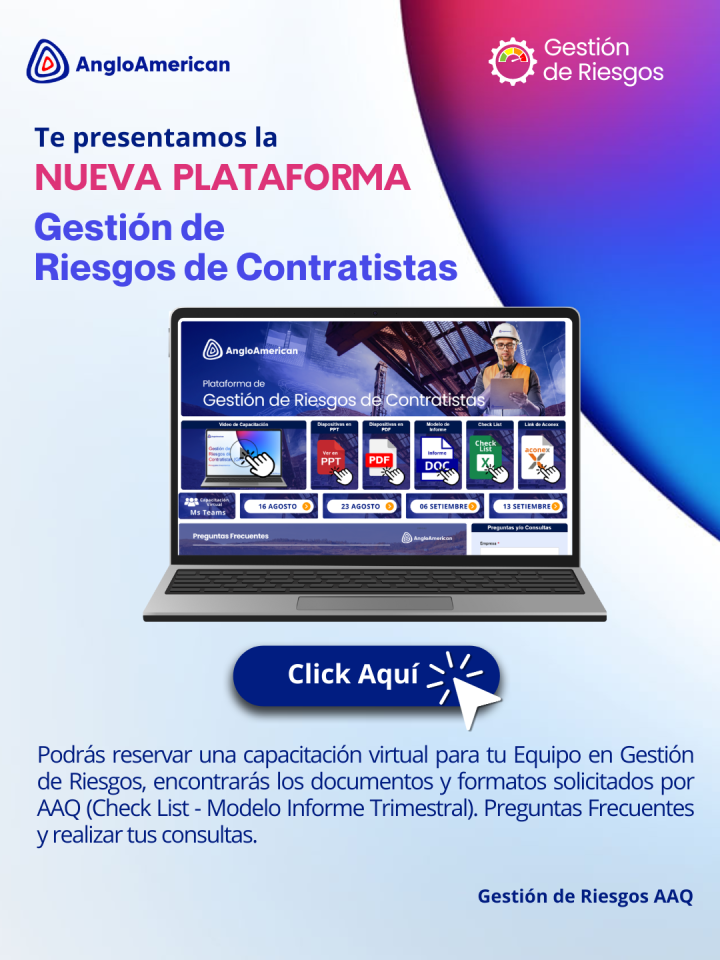 AngloAmerican
Gestión
de Riesgos
Te presentamos la
NUEVA PLATAFORMA
Gestión de
Riesgos de Contratistas
AngloAmerican
Plataforma de
Gestión de Riesgos de Contratistas
Video de Capacitación
Diapositivas en
PPT
Diapositivas en
PDF
Modelo de
Informe
Check List
Link de Aconex
Gestión de
Riesgos de
Contratistas
Ver en
PPT
PDF
Informe
DOC
Check
List
X
aconex
Capacitación
Virtual
Ms Teams
16 AGOSTO
23 AGOSTO
06 SETIEMBRE
13 SETIEMBRE
Preguntas Frecuentes
AngloAmerican
Preguntas y/o Consultas
Empresa *
Click Aquí
Podrás reservar una capacitación virtual para tu Equipo en Gestión
de Riesgos, encontrarás los documentos y formatos solicitados por
AAQ (Check List - Modelo Informe Trimestral). Preguntas Frecuentes
y realizar tus consultas.
Gestión de Riesgos AAQ